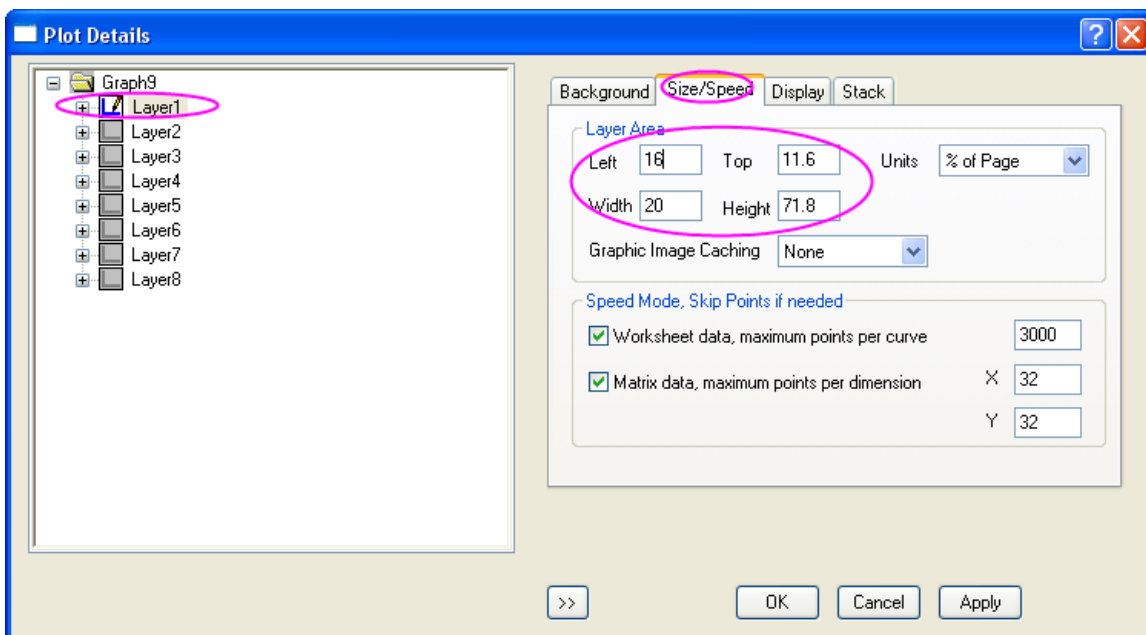 Plot Details
Graph9
Layer1
Layer2
Layer3
Layer4
Layer5
Layer6
Layer7
Layer8
Background Size/Speed Display Stack
Layer Area
Left 16 Top 11.6 Units % of Page
Width 20 Height 71.8
Graphic Image Caching None
Speed Mode, Skip Points if needed
Worksheet data, maximum points per curve 3000
Matrix data, maximum points per dimension X 32
Y 32
>> OK Cancel Apply